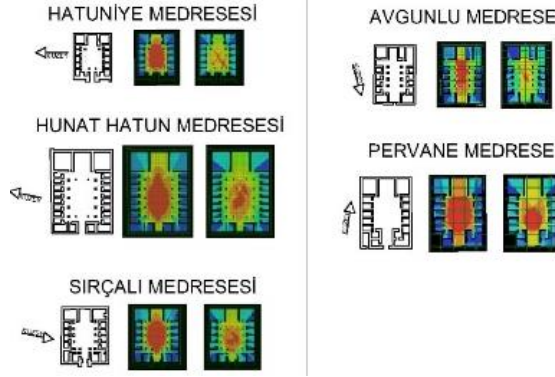 HATUNİYE MEDRESESİ
HUNAT HATUN MEDRESESİ
SIRÇALI MEDRESESİ
AVGUNLU MEDRESE
PERVANE MEDRESE